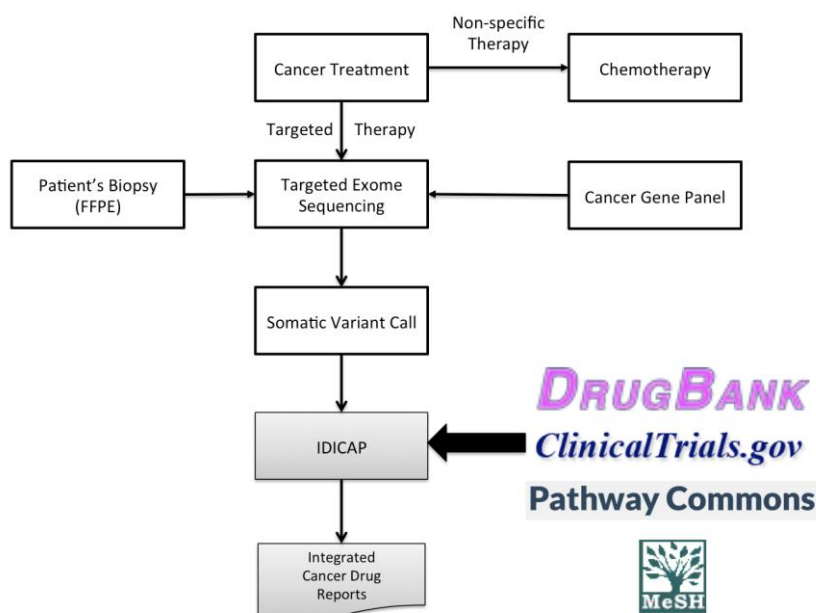 Non-specific
Therapy
Cancer Treatment
Chemotherapy
Targeted Therapy
Patient's Biopsy
(FFPE)
Targeted Exome
Sequencing
Cancer Gene Panel
Somatic Variant Call
DRUGBANK
IDICAP
ClinicalTrials.gov
Pathway Commons
Integrated
Cancer Drug
Reports
MeSH